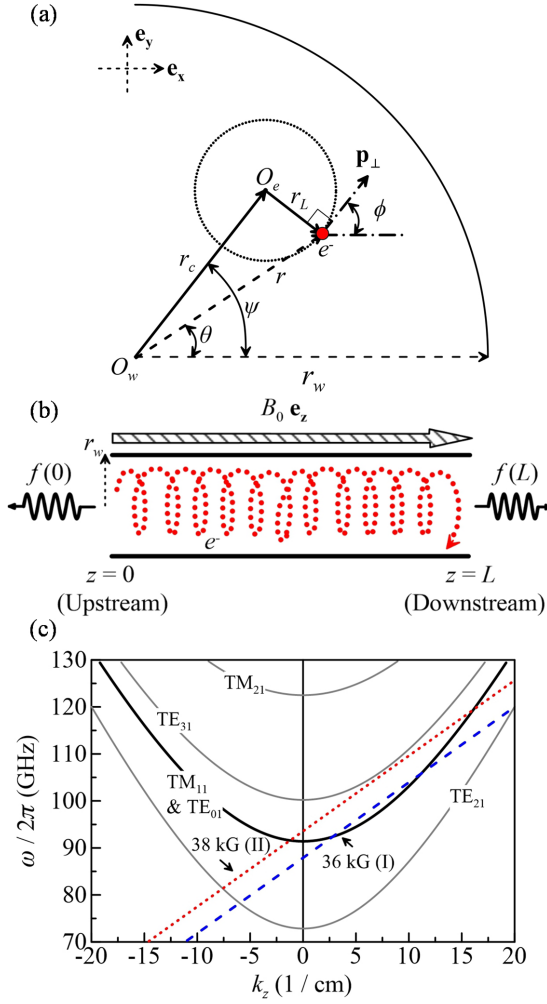 (a)
e_y
e_x
p_⊥
O_e
r_L
ϕ
e^-
r_c
r
ψ
θ
O_w
r_w
(b)
B_0 e_z
r_w
f(0)
f(L)
e^-
z = 0
z = L
(Upstream)
(Downstream)
(c)
130
120
110
100
90
80
70
ω / 2π (GHz)
TM_21
TE_31
TM_11
& TE_01
TE_21
38 kG (II)
36 kG (I)
-20 -15 -10 -5 0 5 10 15 20
k_z (1 / cm)